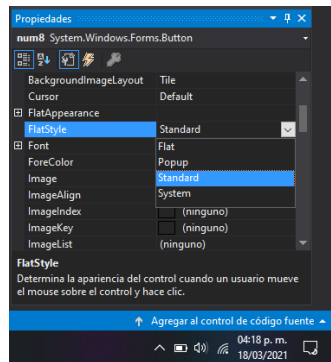 Propiedades
num8 System.Windows.Forms.Button
BackgroundImageLayout Tile
Cursor Default
FlatAppearance
FlatStyle Standard
Font Flat
ForeColor Popup
Image Standard
ImageAlign System
ImageIndex (ninguno)
ImageKey (ninguno)
ImageList (ninguno)
FlatStyle
Determina la apariencia del control cuando un usuario mueve
el mouse sobre el control y hace clic.
Agregar al control de código fuente
04:18 p. m.
18/03/2021